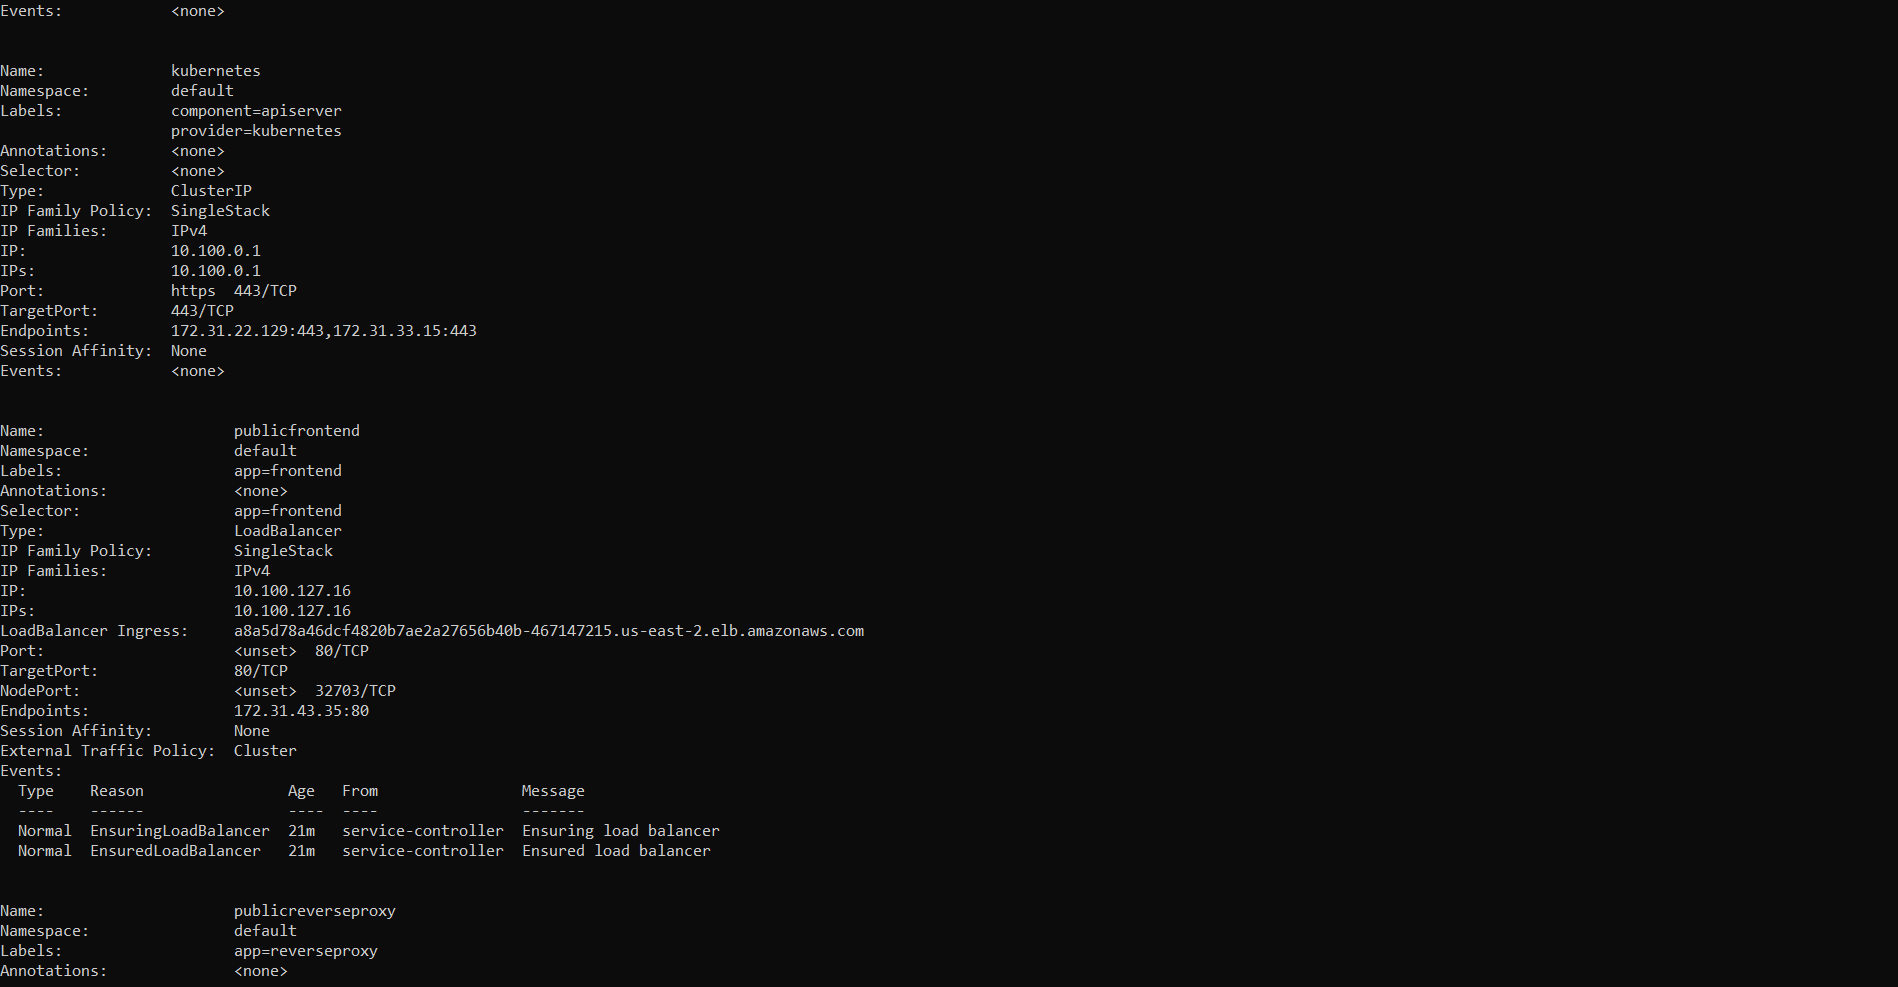 Events:            <none>
Name:              kubernetes
Namespace:         default
Labels:            component=apiserver
                   provider=kubernetes
Annotations:       <none>
Selector:          <none>
Type:              ClusterIP
IP Family Policy:  SingleStack
IP Families:       IPv4
IP:                10.100.0.1
IPs:               10.100.0.1
Port:              https  443/TCP
TargetPort:        443/TCP
Endpoints:         172.31.22.129:443,172.31.33.15:443
Session Affinity:  None
Events:            <none>
Name:                     publicfrontend
Namespace:                default
Labels:                   app=frontend
Annotations:              <none>
Selector:                 app=frontend
Type:                     LoadBalancer
IP Family Policy:         SingleStack
IP Families:              IPv4
IP:                       10.100.127.16
IPs:                      10.100.127.16
LoadBalancer Ingress:     a8a5d78a46dcf4820b7ae2a27656b40b-467147215.us-east-2.elb.amazonaws.com
Port:                     <unset>  80/TCP
TargetPort:               80/TCP
NodePort:                 <unset>  32703/TCP
Endpoints:                172.31.43.35:80
Session Affinity:         None
External Traffic Policy:  Cluster
Events:
  Type    Reason                Age   From                Message
  ----    ------                ----  ----                -------
  Normal  EnsuringLoadBalancer  21m   service-controller  Ensuring load balancer
  Normal  EnsuredLoadBalancer   21m   service-controller  Ensured load balancer
Name:                     publicreverseproxy
Namespace:                default
Labels:                   app=reverseproxy
Annotations:              <none>